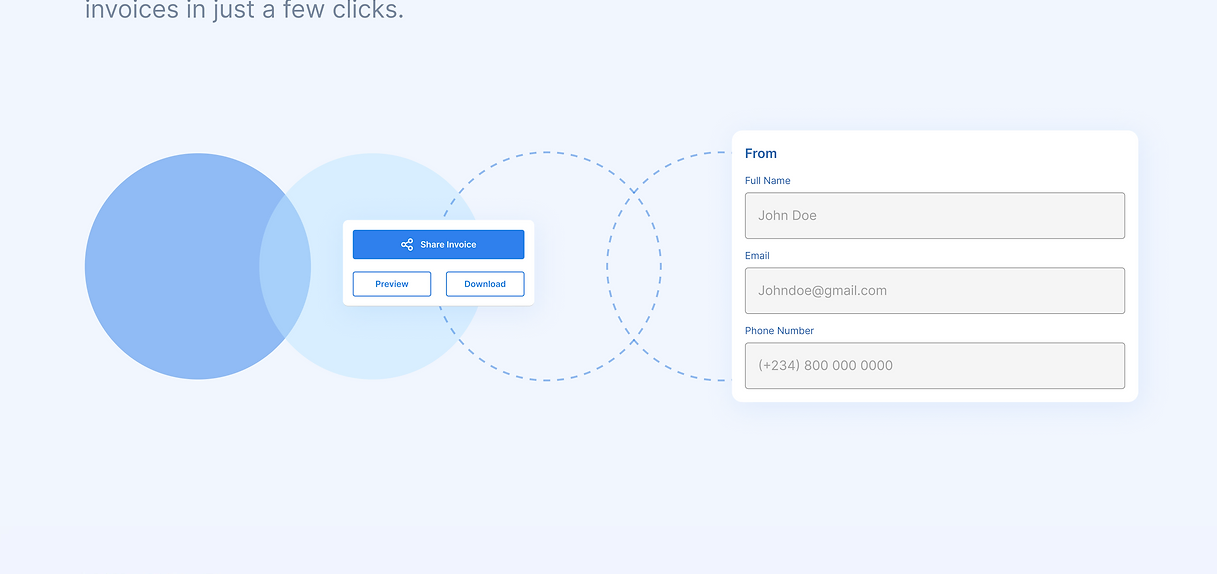 invoices in just a few clicks.
Share Invoice
Preview
Download
From
Full Name
John Doe
Email
Johndoe@gmail.com
Phone Number
(+234) 800 000 0000